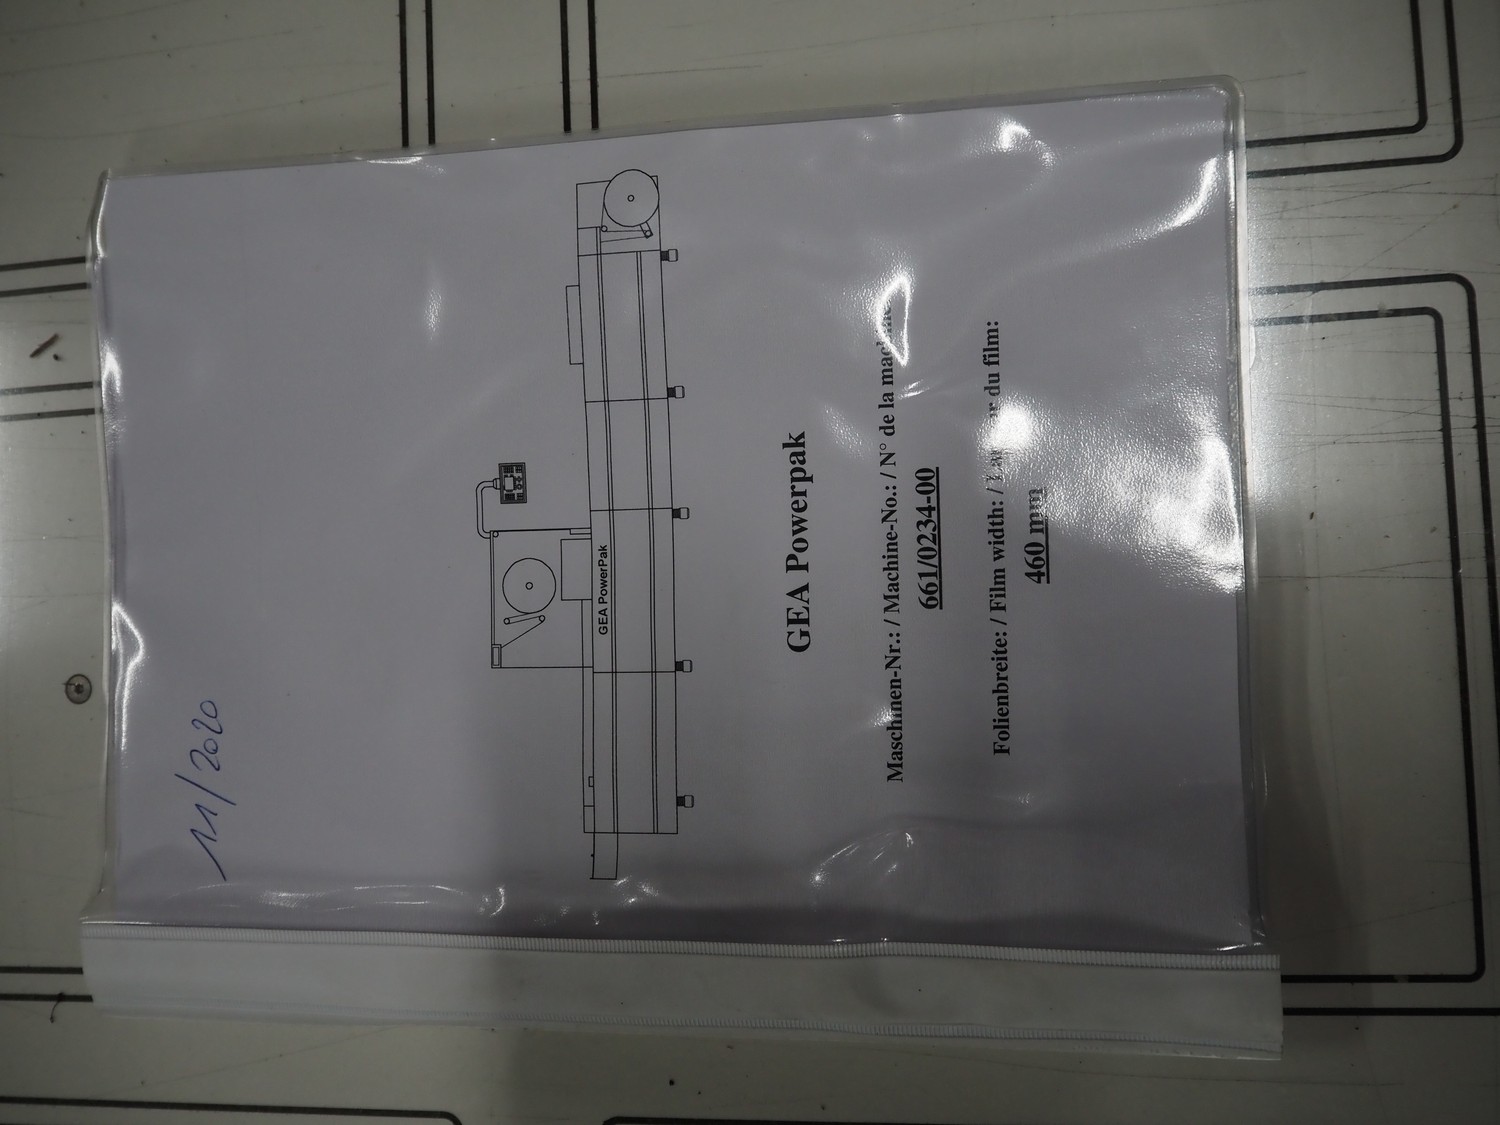 11/2020
GEA PowerPak
GEA Powerpak
Maschinen-Nr.: / Machine-No.: / N° de la machine
661/0234-00
Folienbreite: / Film width: / du film:
460 mm